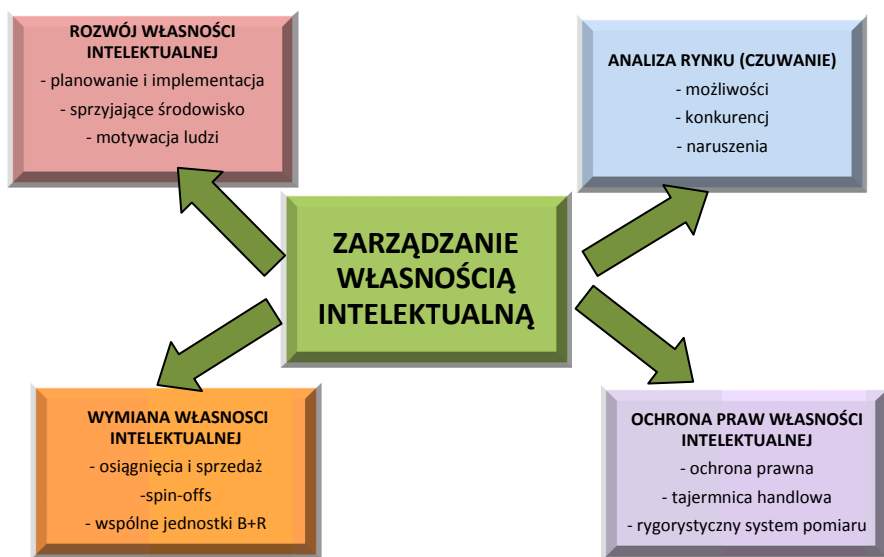 ROZWÓJ WŁASNOŚCI
INTELEKTUALNEJ
- planowanie i implementacja
- sprzyjające środowisko
- motywacja ludzi
ANALIZA RYNKU (CZUWANIE)
- możliwości
- konkurencj
- naruszenia
ZARZĄDZANIE
WŁASNOŚCIĄ
INTELEKTUALNĄ
WYMIANA WŁASNOSCI
INTELEKTUALNEJ
- osiągnięcia i sprzedaż
-spin-offs
- wspólne jednostki B+R
OCHRONA PRAW WŁASNOŚCI
INTELEKTUALNEJ
- ochrona prawna
- tajermnica handlowa
- rygorystyczny system pomiaru